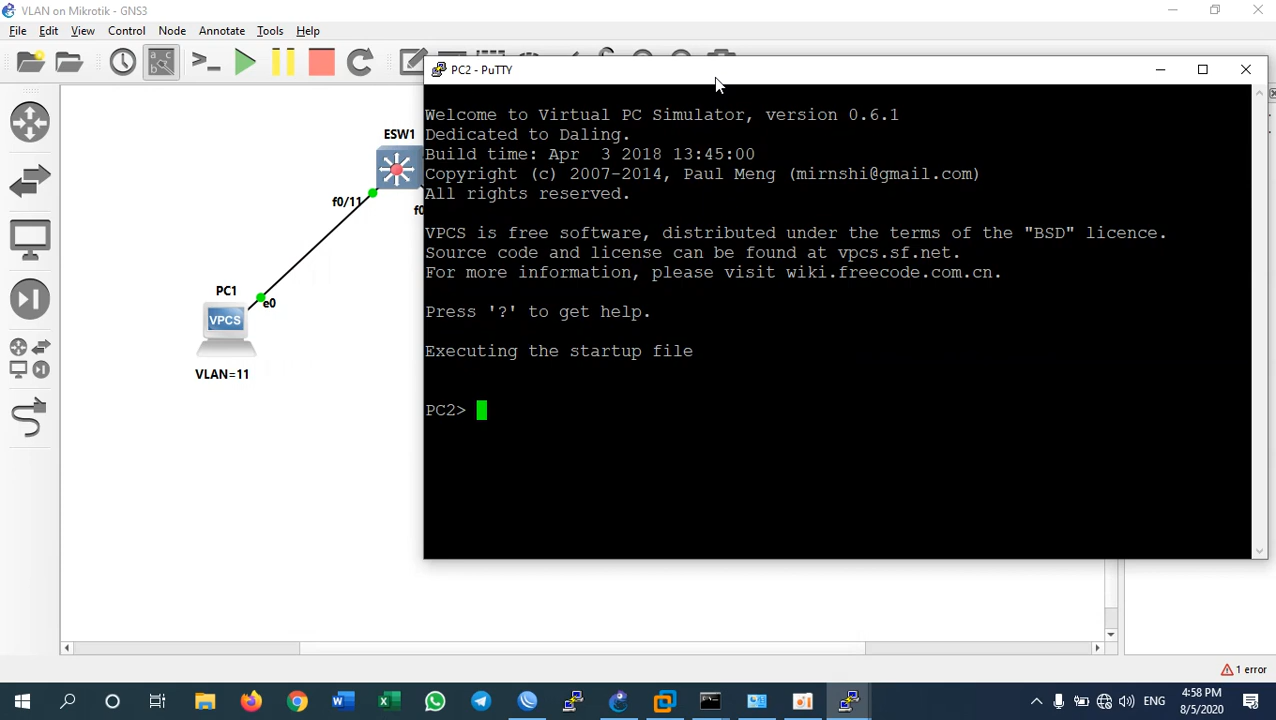 VLAN on Mikrotik - GNS3
File Edit View Control Node Annotate Tools Help
PC2 - PuTTY
Welcome to Virtual PC Simulator, version 0.6.1
Dedicated to Daling.
Build time: Apr  3 2018 13:45:00
Copyright (c) 2007-2014, Paul Meng (mirnshi@gmail.com)
All rights reserved.
VPCS is free software, distributed under the terms of the "BSD" licence.
Source code and license can be found at vpcs.sf.net.
For more information, please visit wiki.freecode.com.cn.
Press '?' to get help.
Executing the startup file
PC2>
ESW1
f0/11
f0
PC1
e0
VPCS
VLAN=11
1 error
ENG
4:58 PM
8/5/2020